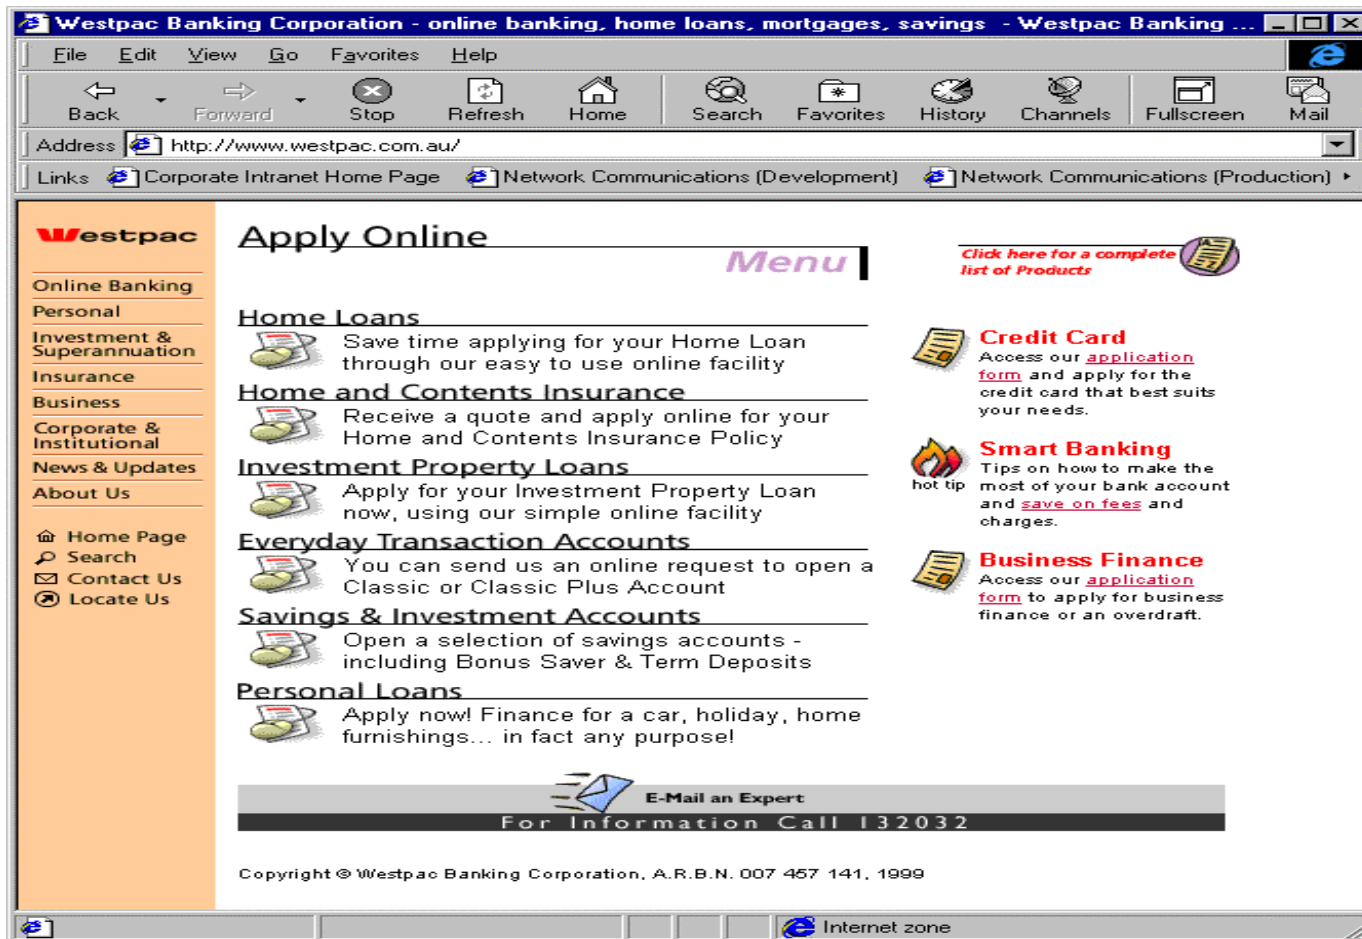 Westpac Banking Corporation - online banking, home loans, mortgages, savings - Westpac Banking ...
File Edit View Go Favorites Help
Back Forward Stop Refresh Home Search Favorites History Channels Fullscreen Mail
Address http://www.westpac.com.au/
Links Corporate Intranet Home Page Network Communications (Development) Network Communications (Production)
Westpac
Online Banking
Personal
Investment &
Superannuation
Insurance
Business
Corporate &
Institutional
News & Updates
About Us
Home Page
Search
Contact Us
Locate Us
Apply Online
Menu
Home Loans
Save time applying for your Home Loan
through our easy to use online facility
Home and Contents Insurance
Receive a quote and apply online for your
Home and Contents Insurance Policy
Investment Property Loans
Apply for your Investment Property Loan
now, using our simple online facility
Everyday Transaction Accounts
You can send us an online request to open a
Classic or Classic Plus Account
Savings & Investment Accounts
Open a selection of savings accounts -
including Bonus Saver & Term Deposits
Personal Loans
Apply now! Finance for a car, holiday, home
furnishings... in fact any purpose!
Click here for a complete
list of Products
Credit Card
Access our application
form and apply for the
credit card that best suits
your needs.
hot tip
Smart Banking
Tips on how to make the
most of your bank account
and save on fees and
charges.
Business Finance
Access our application
form to apply for business
finance or an overdraft.
E-Mail an Expert
For Information Call 132032
Copyright © Westpac Banking Corporation, A.R.B.N. 007 457 141, 1999
Internet zone